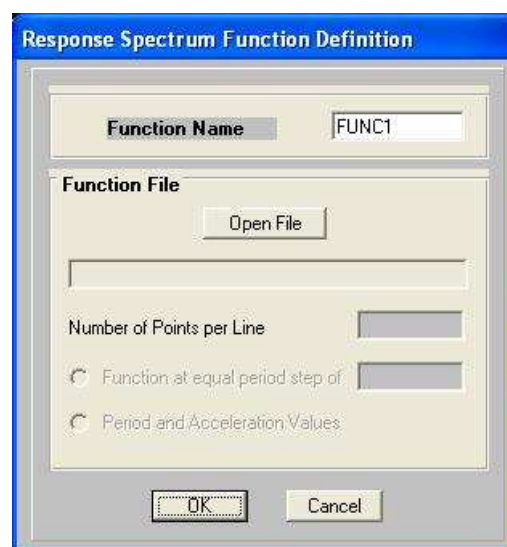 Response Spectrum Function Definition
Function Name FUNC1
Function File
Open File
Number of Points per Line
Function at equal period step of
Period and Acceleration Values
OK Cancel